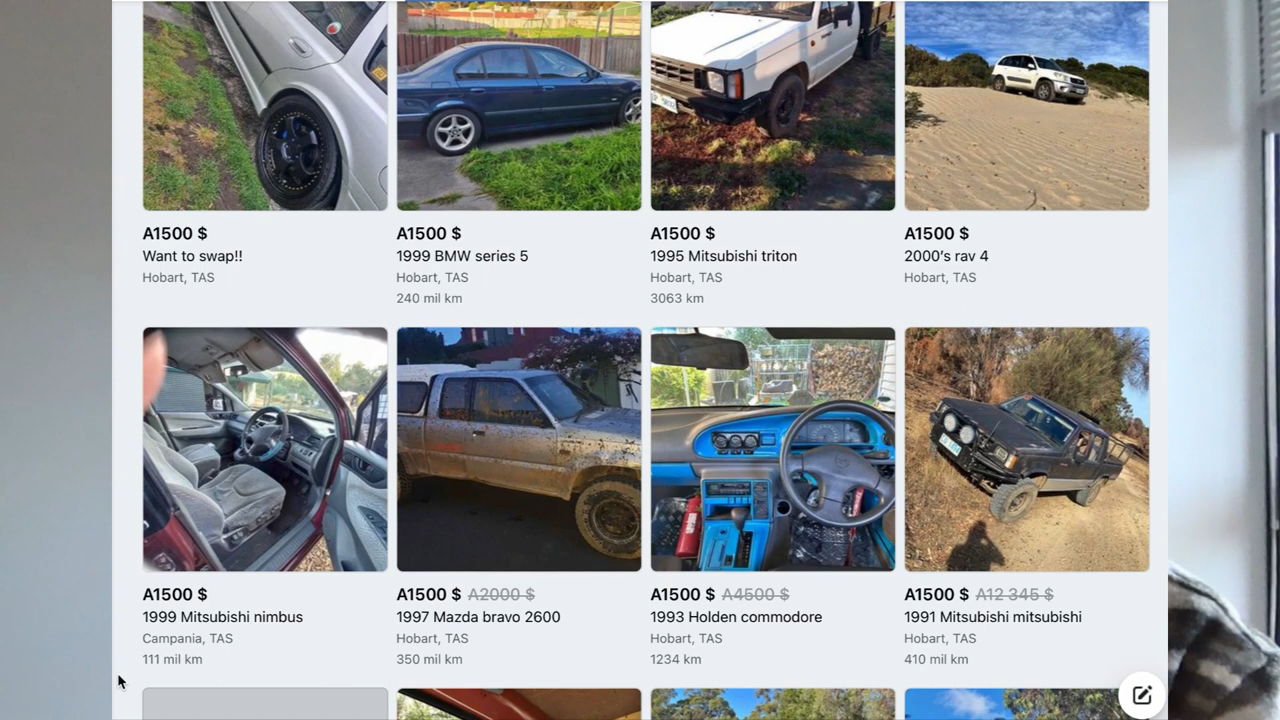 A1500 $
Want to swap!!
Hobart, TAS
A1500 $
1999 BMW series 5
Hobart, TAS
240 mil km
A1500 $
1995 Mitsubishi triton
Hobart, TAS
3063 km
A1500 $
2000's rav 4
Hobart, TAS
A1500 $
1999 Mitsubishi nimbus
Campania, TAS
111 mil km
A1500 $ A2000 $
1997 Mazda bravo 2600
Hobart, TAS
350 mil km
A1500 $ A4500 $
1993 Holden commodore
Hobart, TAS
1234 km
A1500 $ A12 345 $
1991 Mitsubishi mitsubishi
Hobart, TAS
410 mil km